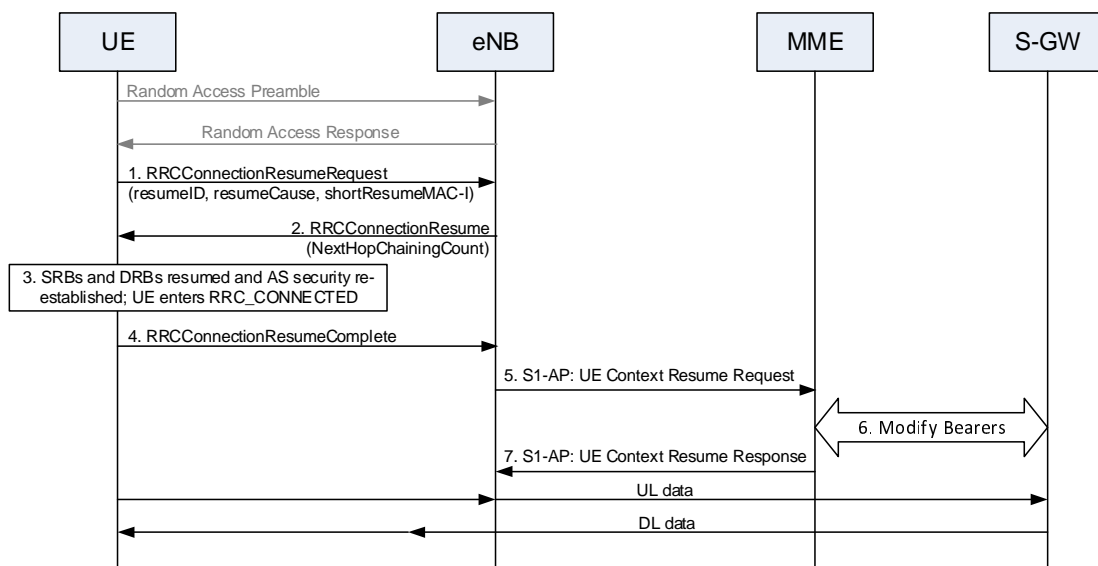 UE
eNB
MME
S-GW
Random Access Preamble
Random Access Response
1. RRCConnectionResumeRequest
(resumeID, resumeCause, shortResumeMAC-I)
2. RRCConnectionResume
(NextHopChainingCount)
3. SRBs and DRBs resumed and AS security re-
established; UE enters RRC_CONNECTED
4. RRCConnectionResumeComplete
5. S1-AP: UE Context Resume Request
6. Modify Bearers
7. S1-AP: UE Context Resume Response
UL data
DL data